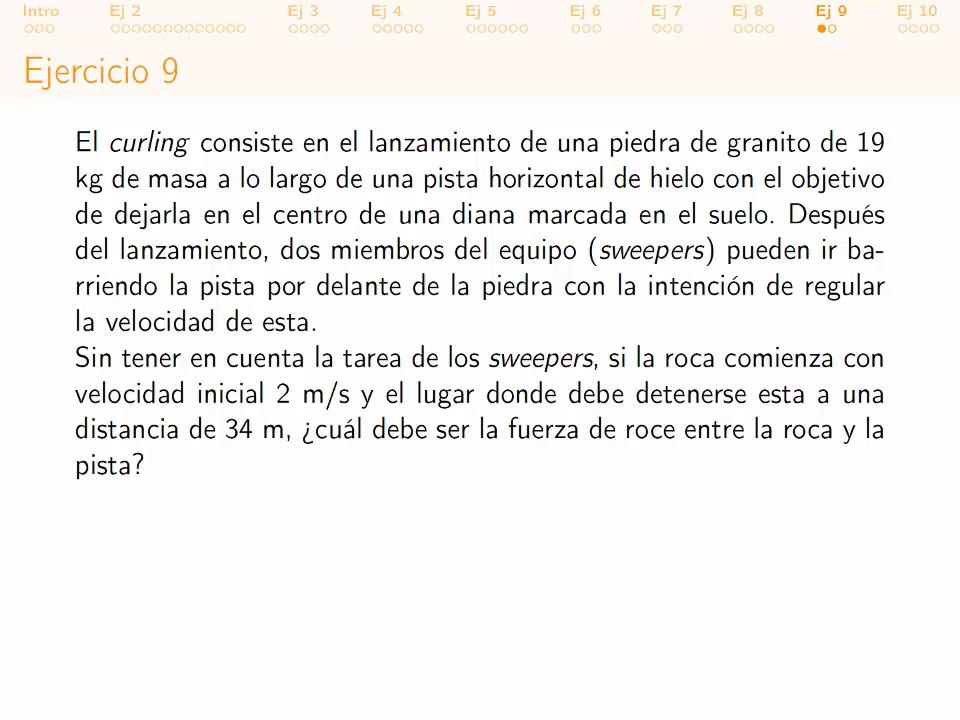 Intro Ej 2 Ej 3 Ej 4 Ej 5 Ej 6 Ej 7 Ej 8 Ej 9 Ej 10
Ejercicio 9
El curling consiste en el lanzamiento de una piedra de granito de 19
kg de masa a lo largo de una pista horizontal de hielo con el objetivo
de dejarla en el centro de una diana marcada en el suelo. Después
del lanzamiento, dos miembros del equipo (sweepers) pueden ir ba-
rriendo la pista por delante de la piedra con la intención de regular
la velocidad de esta.
Sin tener en cuenta la tarea de los sweepers, si la roca comienza con
velocidad inicial 2 m/s y el lugar donde debe detenerse esta a una
distancia de 34 m, ¿cuál debe ser la fuerza de roce entre la roca y la
pista?